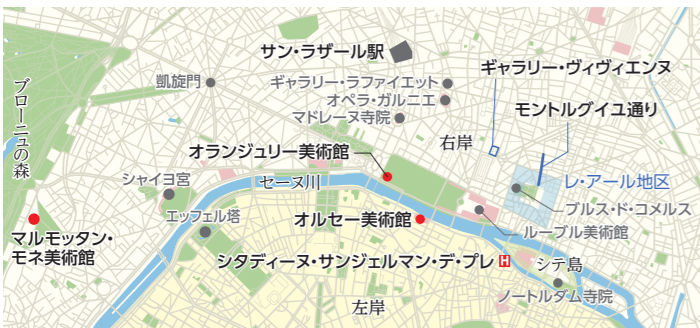 サン・ラザール駅
ギャラリー・ヴィヴィエンヌ
凱旋門
ギャラリー・ラファイエット
オペラ・ガルニエ
マドレーヌ寺院
モントルグイユ通り
ブローニュの森
右岸
オランジュリー美術館
シャイヨ宮
セーヌ川
レ・アール地区
ブルス・ド・コメルス
エッフェル塔
オルセー美術館
ルーブル美術館
マルモッタン・
モネ美術館
シタディーヌ・サンジェルマン・デ・プレ
H
シテ島
ノートルダム寺院
左岸